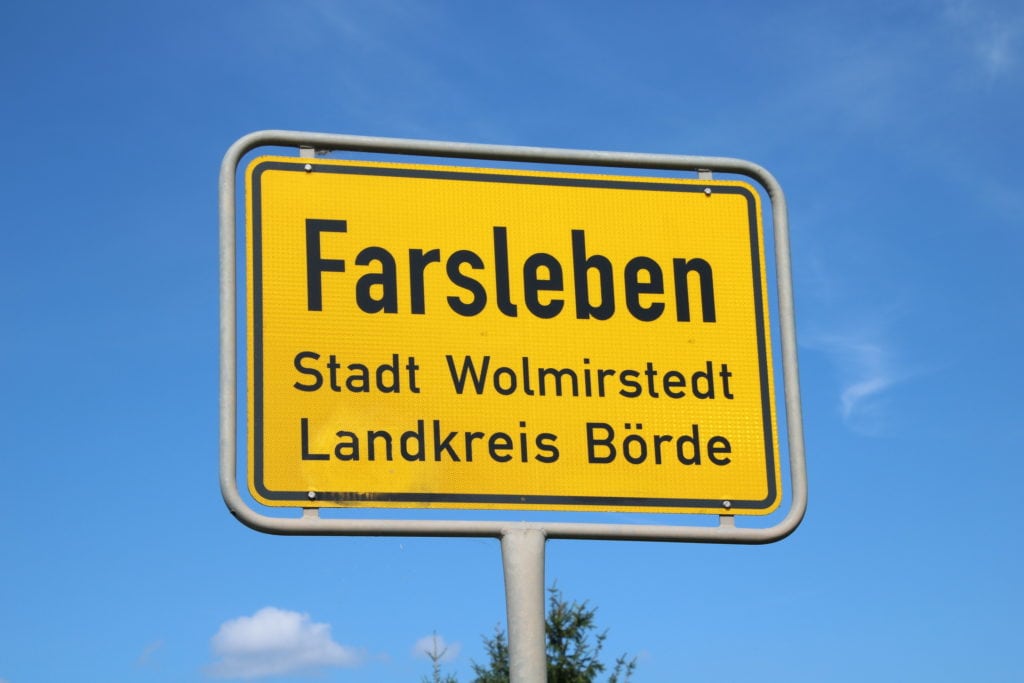 Farsleben
Stadt Wolmirstedt
Landkreis Börde